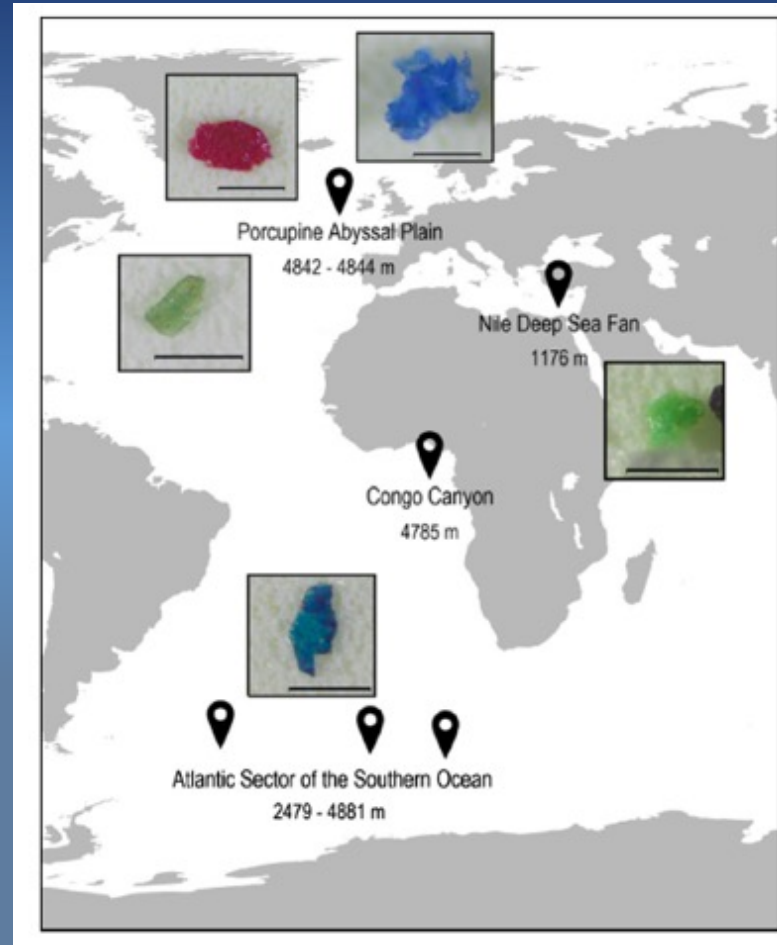 Porcupine Abyssal Plain
4842 - 4844 m
Nile Deep Sea Fan
1176 m
Congo Canyon
4785 m
Atlantic Sector of the Southern Ocean
2479 - 4881 m